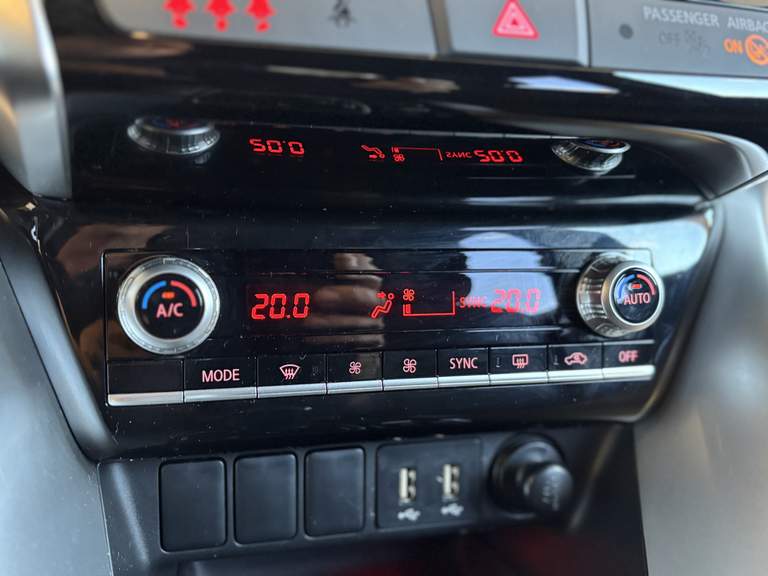 PASSENGER AIRBAG
OFF ON
20.0 SYNC 20.0
A/C AUTO
MODE SYNC OFF